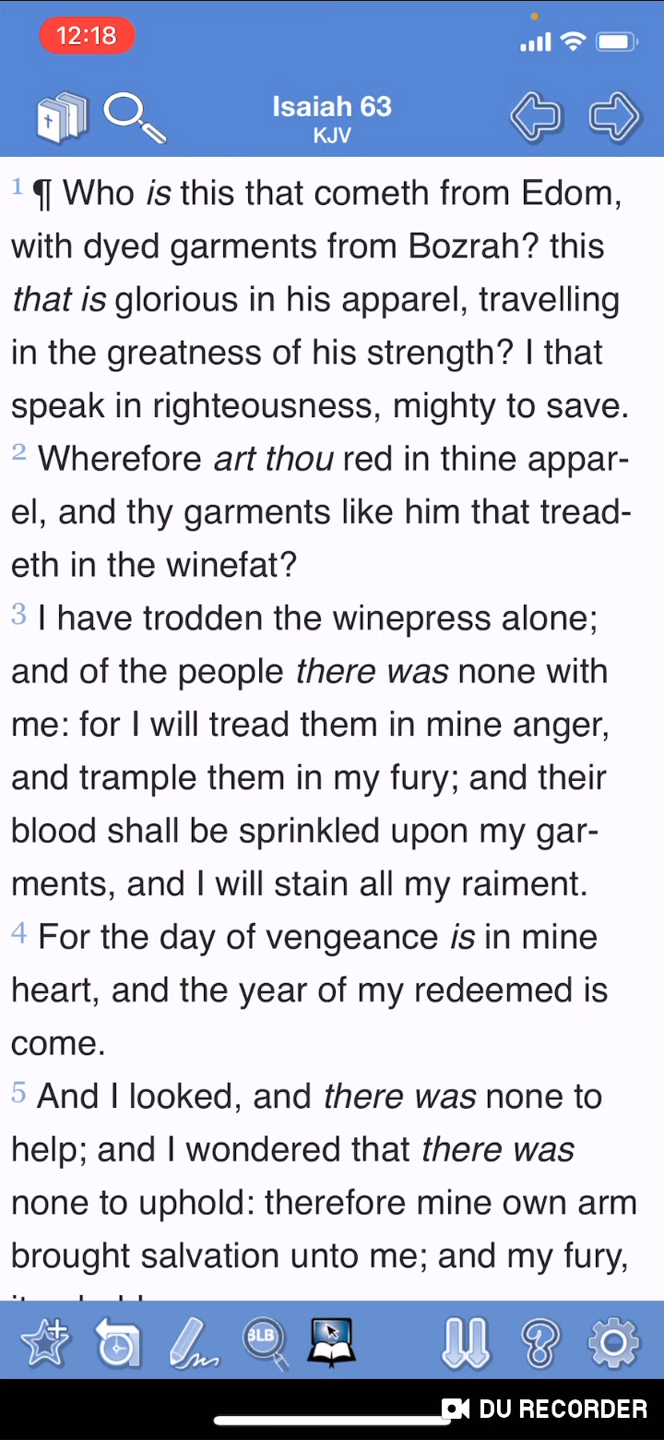 12:18
Isaiah 63
KJV
1 ¶ Who is this that cometh from Edom,
with dyed garments from Bozrah? this
that is glorious in his apparel, travelling
in the greatness of his strength? I that
speak in righteousness, mighty to save.
2 Wherefore art thou red in thine appar-
el, and thy garments like him that tread-
eth in the winefat?
3 I have trodden the winepress alone;
and of the people there was none with
me: for I will tread them in mine anger,
and trample them in my fury; and their
blood shall be sprinkled upon my gar-
ments, and I will stain all my raiment.
4 For the day of vengeance is in mine
heart, and the year of my redeemed is
come.
5 And I looked, and there was none to
help; and I wondered that there was
none to uphold: therefore mine own arm
brought salvation unto me; and my fury,
BLB
DU RECORDER